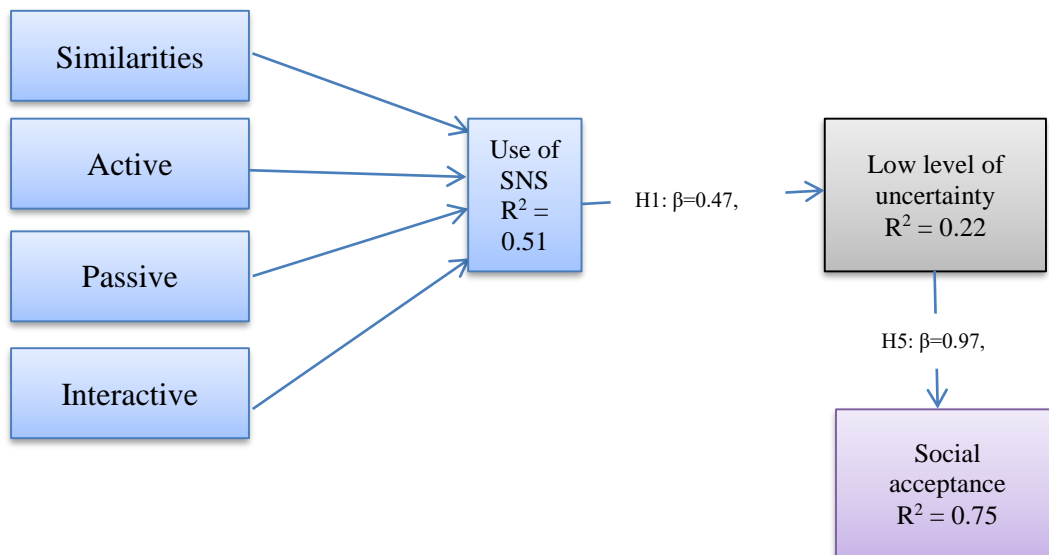 Similarities
Active
Passive
Interactive
Use of
SNS
R² =
0.51
H1: β=0.47,
Low level of
uncertainty
R² = 0.22
H5: β=0.97,
Social
acceptance
R² = 0.75